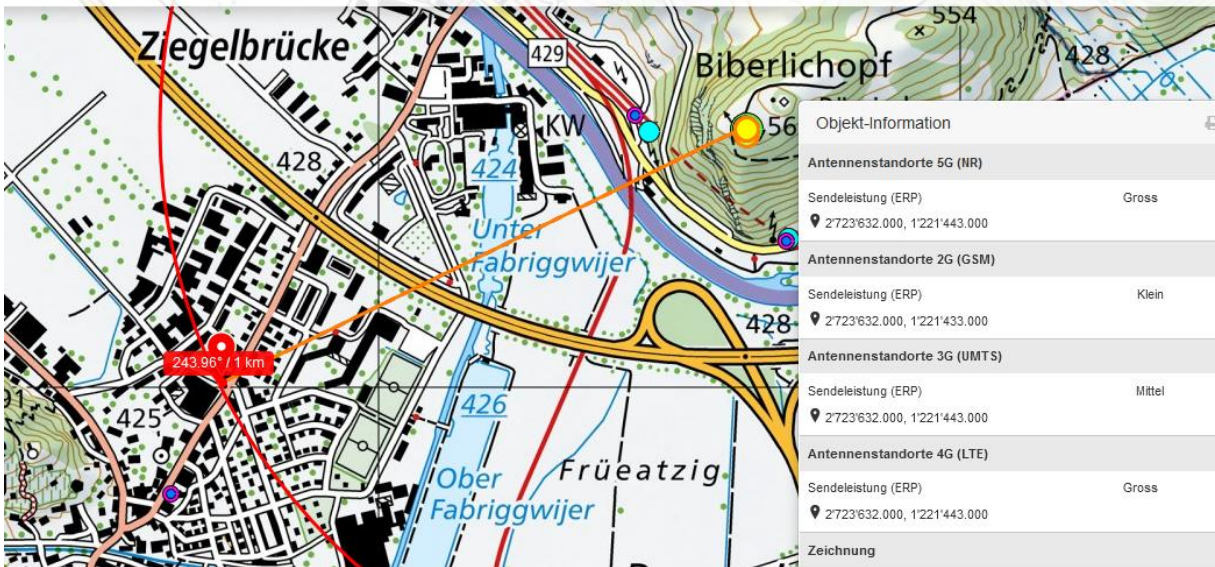 554
Ziegelbrücke
429
Biberlichopf
428
KW
56
428
424
Unter
Fabriggwijer
428
243.96° / 1 km
425
426
Ober
Fabriggwijer
Früeatzig
91
Objekt-Information
Antennenstandorte 5G (NR)
Sendeleistung (ERP) Gross
2'723'632.000, 1'221'443.000
Antennenstandorte 2G (GSM)
Sendeleistung (ERP) Klein
2'723'632.000, 1'221'433.000
Antennenstandorte 3G (UMTS)
Sendeleistung (ERP) Mittel
2'723'632.000, 1'221'443.000
Antennenstandorte 4G (LTE)
Sendeleistung (ERP) Gross
2'723'632.000, 1'221'443.000
Zeichnung